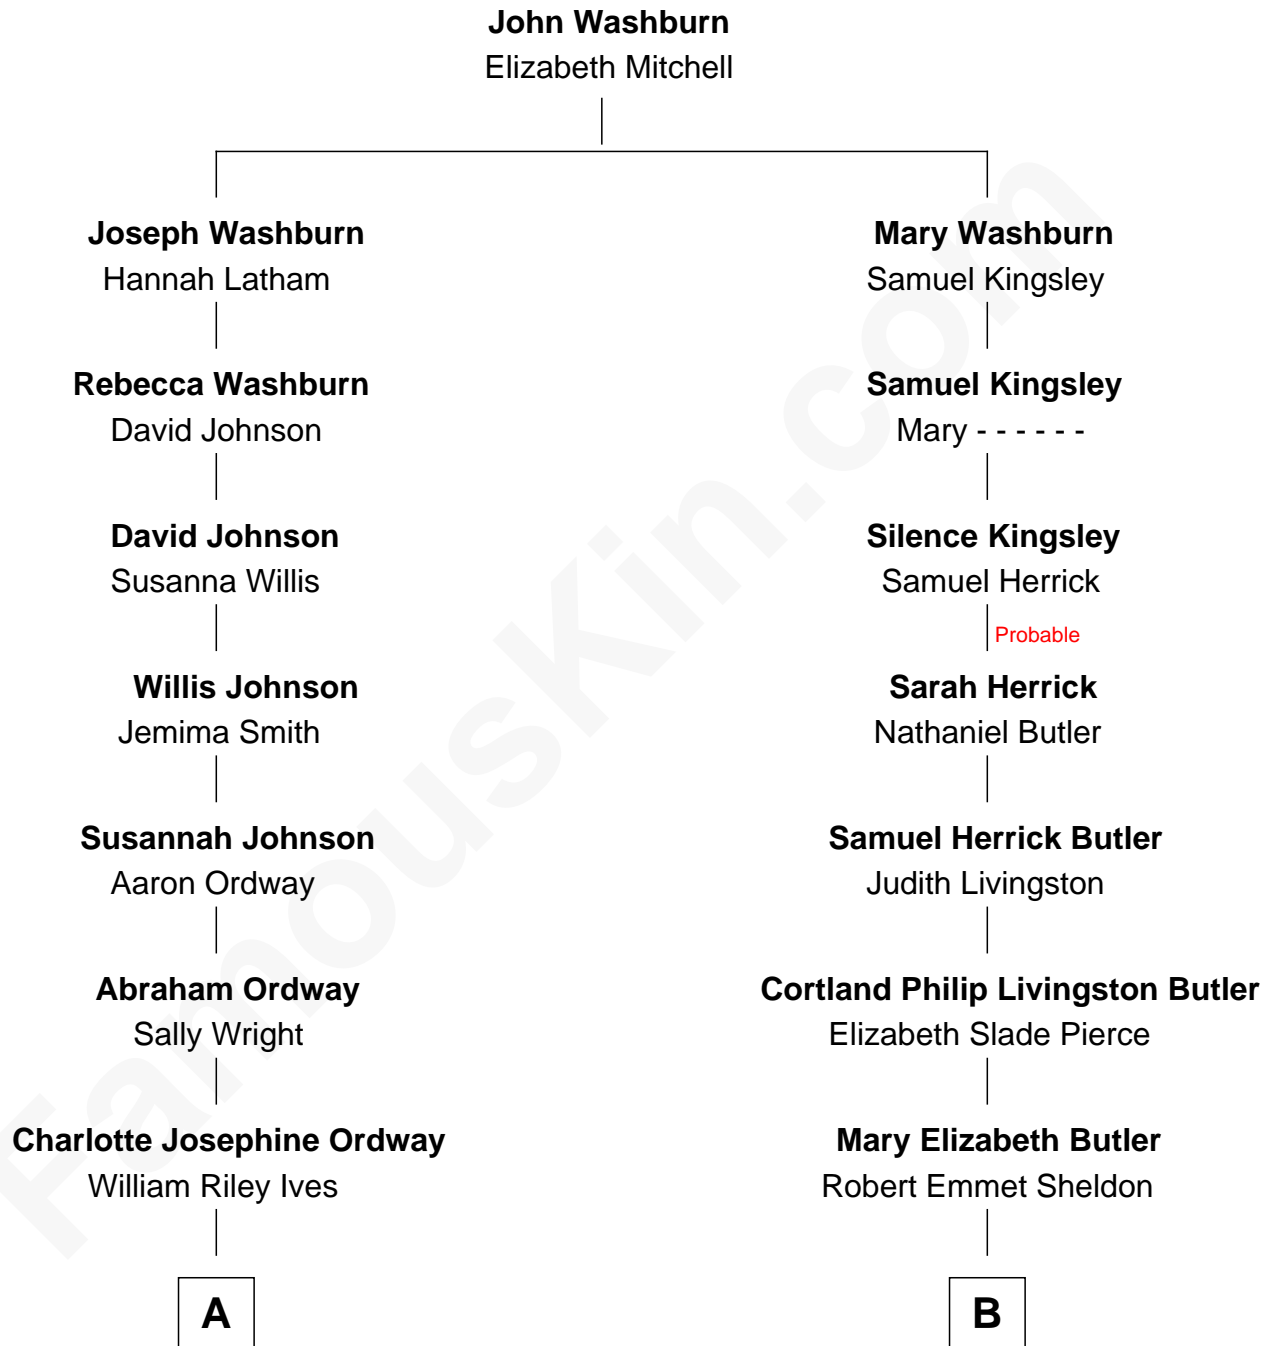 John Washburn
Elizabeth Mitchell
Joseph Washburn
Hannah Latham
Mary Washburn
Samuel Kingsley
Rebecca Washburn
David Johnson
Samuel Kingsley
Mary - - - - - -
David Johnson
Susanna Willis
Silence Kingsley
Samuel Herrick
Probable
Willis Johnson
Jemima Smith
Sarah Herrick
Nathaniel Butler
Susannah Johnson
Aaron Ordway
Samuel Herrick Butler
Judith Livingston
Abraham Ordway
Sally Wright
Cortland Philip Livingston Butler
Elizabeth Slade Pierce
Charlotte Josephine Ordway
William Riley Ives
Mary Elizabeth Butler
Robert Emmet Sheldon
A
B
FamousKin.com